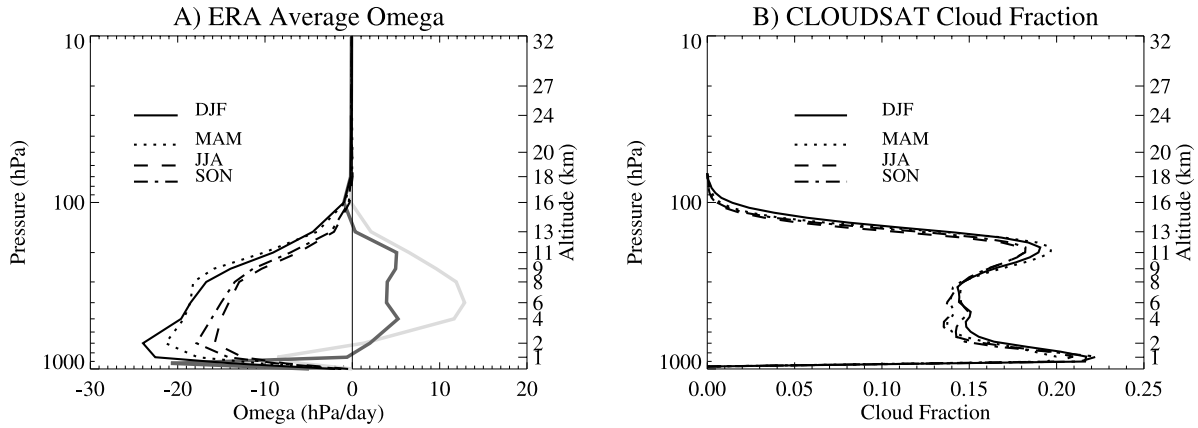 A) ERA Average Omega
10
100
1000
Pressure (hPa)
DJF
MAM
JJA
SON
32
27
24
20
18
16
13
11
9
8
6
4
2
1
Altitude (km)
-30 -20 -10 0 10 20
Omega (hPa/day)
B) CLOUDSAT Cloud Fraction
10
100
1000
Pressure (hPa)
DJF
MAM
JJA
SON
32
27
24
20
18
16
13
11
9
8
6
4
2
1
Altitude (km)
0.00 0.05 0.10 0.15 0.20 0.25
Cloud Fraction